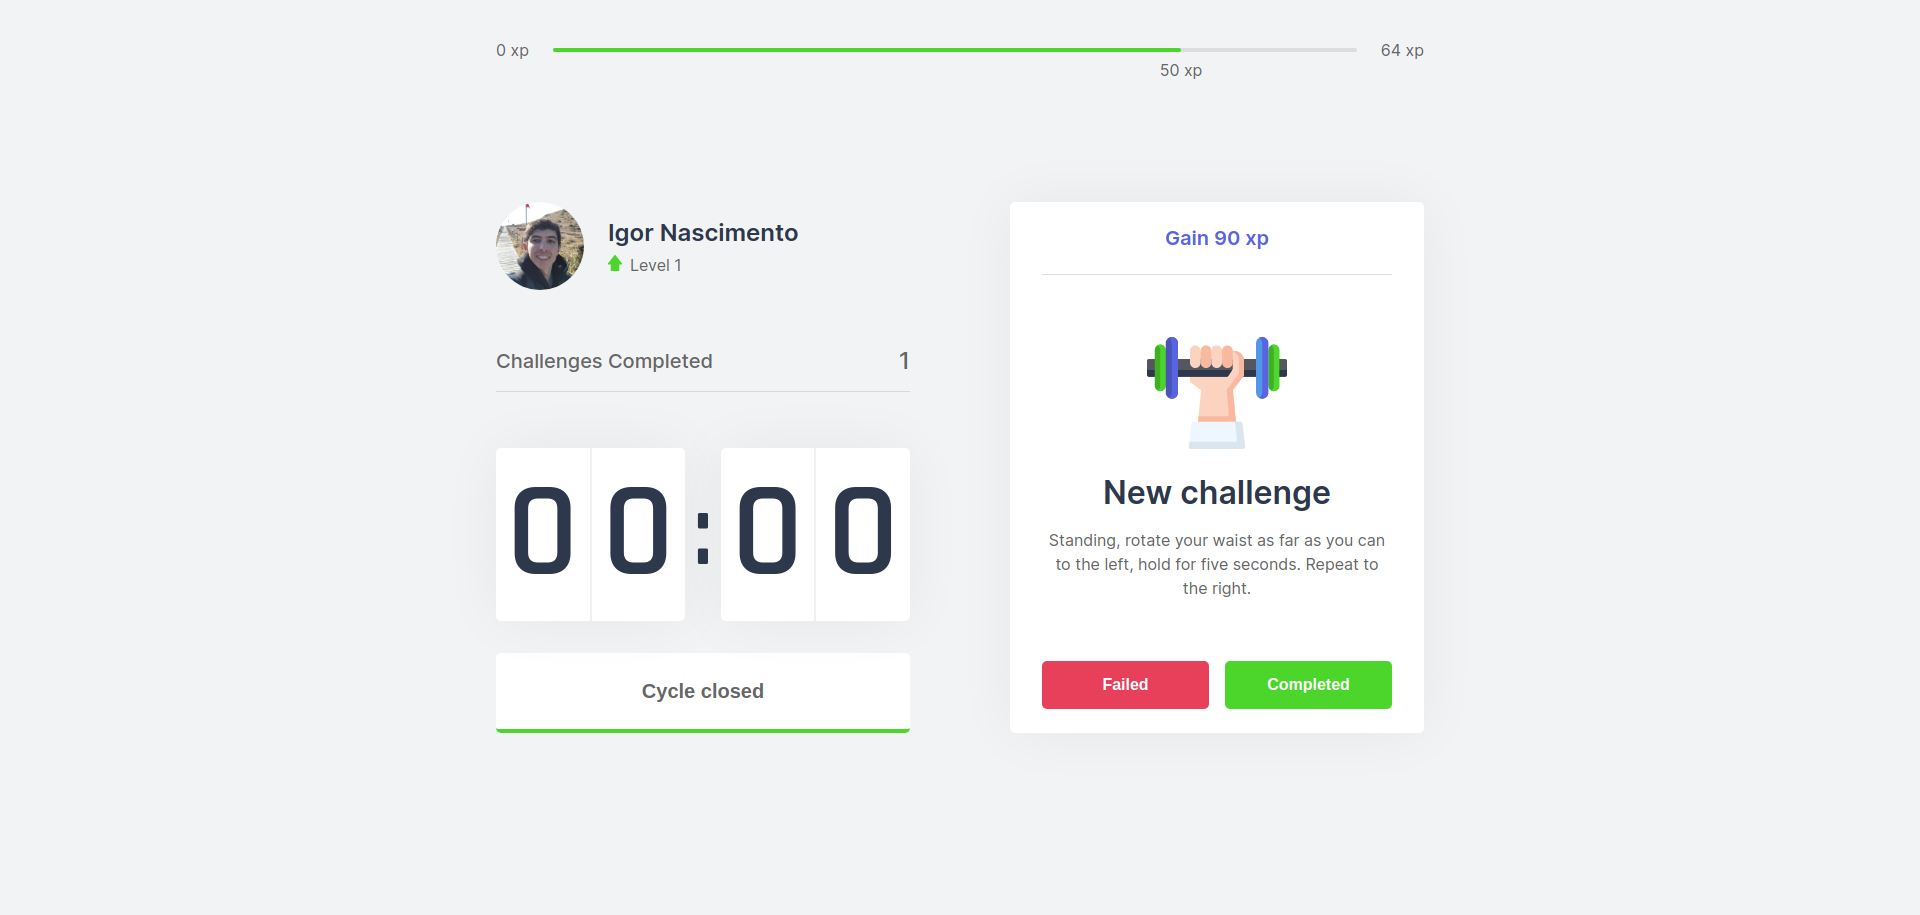 0 xp
64 xp
50 xp
Igor Nascimento
Level 1
Challenges Completed
1
00:00
Cycle closed
Gain 90 xp
New challenge
Standing, rotate your waist as far as you can
to the left, hold for five seconds. Repeat to
the right.
Failed
Completed